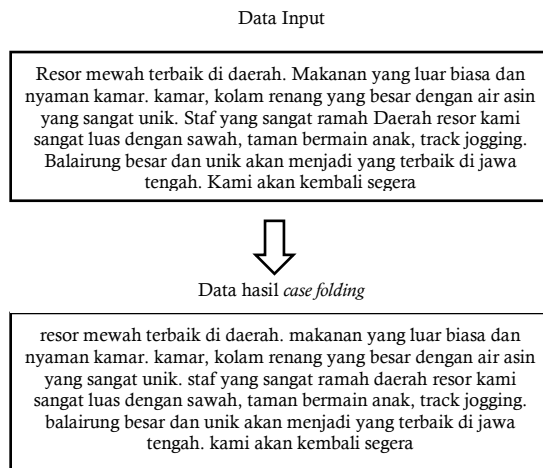 Data Input
Resor mewah terbaik di daerah. Makanan yang luar biasa dan
nyaman kamar. kamar, kolam renang yang besar dengan air asin
yang sangat unik. Staf yang sangat ramah Daerah resor kami
sangat luas dengan sawah, taman bermain anak, track jogging.
Balairung besar dan unik akan menjadi yang terbaik di jawa
tengah. Kami akan kembali segera
Data hasil case folding
resor mewah terbaik di daerah. makanan yang luar biasa dan
nyaman kamar. kamar, kolam renang yang besar dengan air asin
yang sangat unik. staf yang sangat ramah daerah resor kami
sangat luas dengan sawah, taman bermain anak, track jogging.
balairung besar dan unik akan menjadi yang terbaik di jawa
tengah. kami akan kembali segera